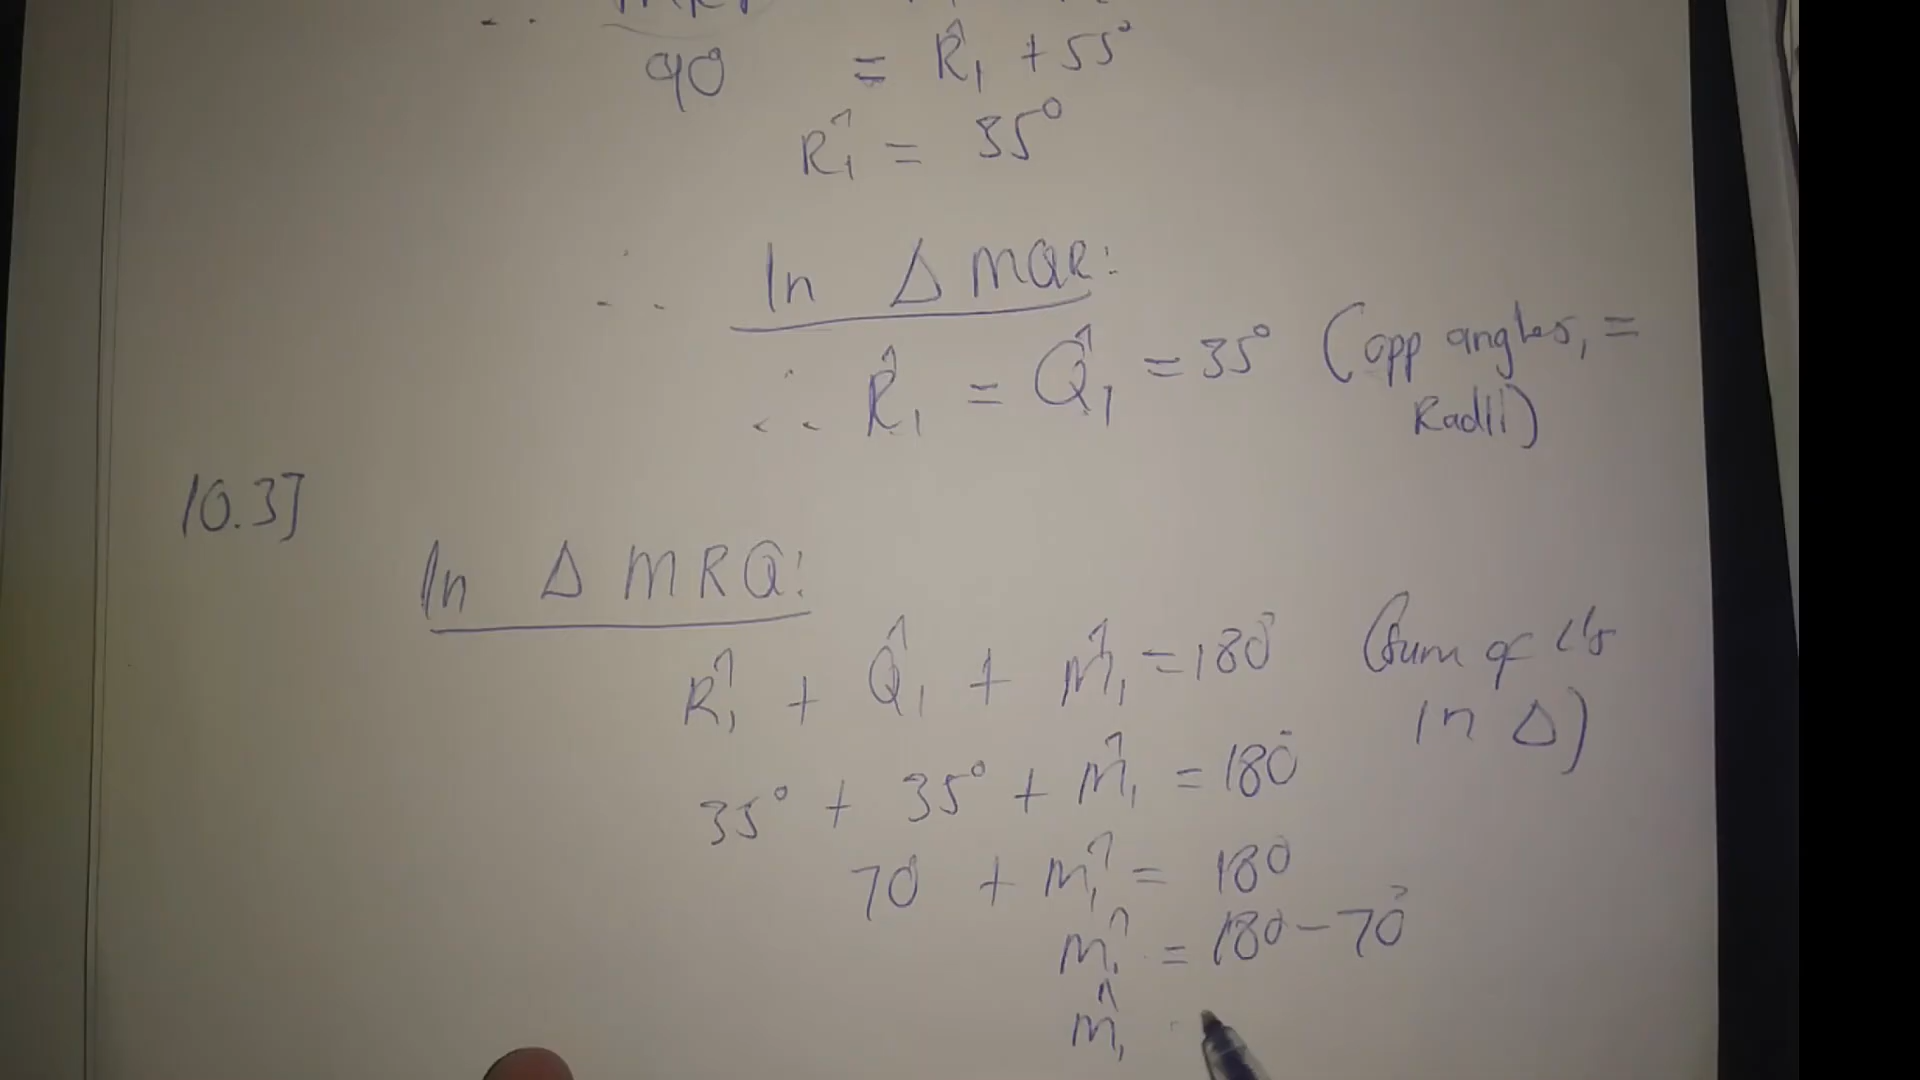 90 = R̂₁ + 55°
R̂₁ = 35°
∴ In Δ MQR:
∴ R̂₁ = Q̂₁ = 35° (opp angles, =
Radii)
10.3]
In Δ MRQ:
R̂₁ + Q̂₁ + M̂₁ = 180° (Sum of ∠'s
in Δ)
35° + 35° + M̂₁ = 180°
70° + M̂₁ = 180
M̂₁ = 180 - 70°
M̂₁